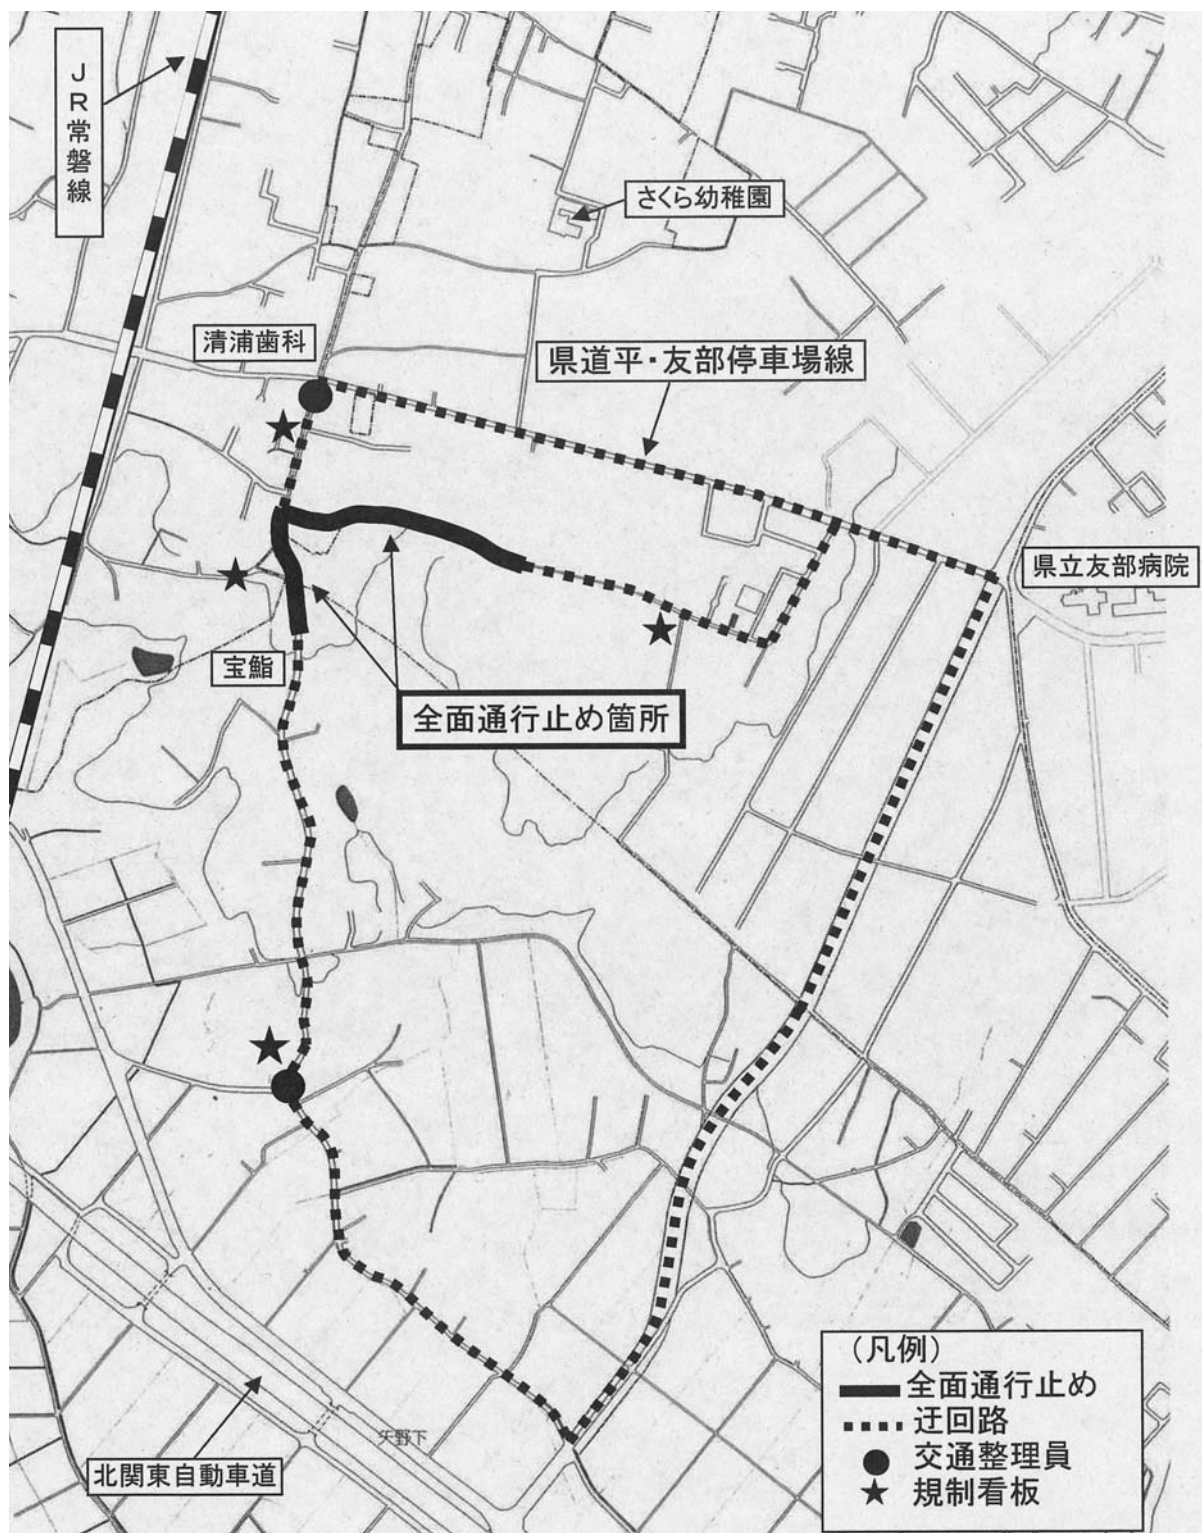 JR常磐線
さくら幼稚園
清浦歯科
県道平・友部停車場線
県立友部病院
宝鮨
全面通行止め箇所
矢野下
北関東自動車道
(凡例)
全面通行止め
迂回路
交通整理員
規制看板